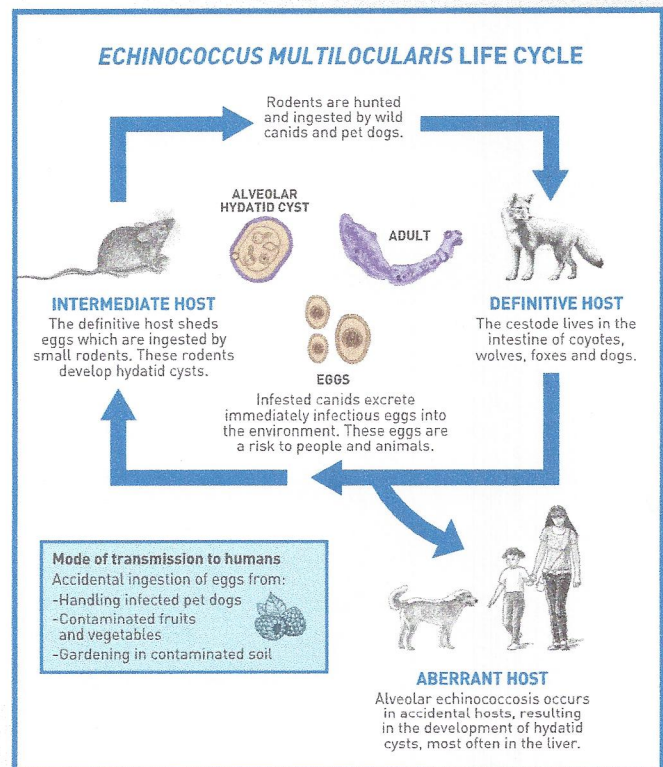 ECHINOCOCCUS MULTILOCULARIS LIFE CYCLE
Rodents are hunted
and ingested by wild
canids and pet dogs.
ALVEOLAR
HYDATID CYST
ADULT
INTERMEDIATE HOST
The definitive host sheds
eggs which are ingested by
small rodents. These rodents
develop hydatid cysts.
DEFINITIVE HOST
The cestode lives in the
intestine of coyotes,
wolves, foxes and dogs.
EGGS
Infested canids excrete
immediately infectious eggs into
the environment. These eggs are
a risk to people and animals.
Mode of transmission to humans
Accidental ingestion of eggs from:
-Handling infected pet dogs
-Contaminated fruits
and vegetables
-Gardening in contaminated soil
ABERRANT HOST
Alveolar echinococcosis occurs
in accidental hosts, resulting
in the development of hydatid
cysts, most often in the liver.